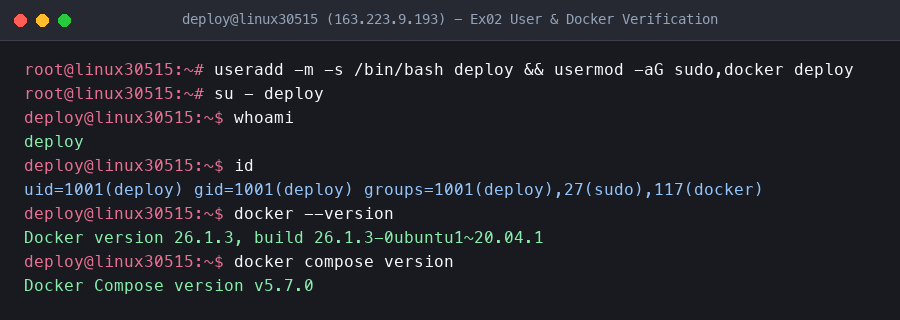 deploy@linux30515 (163.223.9.193) — Ex02 User & Docker Verification
root@linux30515:~# useradd -m -s /bin/bash deploy && usermod -aG sudo,docker deploy
root@linux30515:~# su - deploy
deploy@linux30515:~$ whoami
deploy
deploy@linux30515:~$ id
uid=1001(deploy) gid=1001(deploy) groups=1001(deploy),27(sudo),117(docker)
deploy@linux30515:~$ docker --version
Docker version 26.1.3, build 26.1.3-0ubuntu1~20.04.1
deploy@linux30515:~$ docker compose version
Docker Compose version v5.7.0